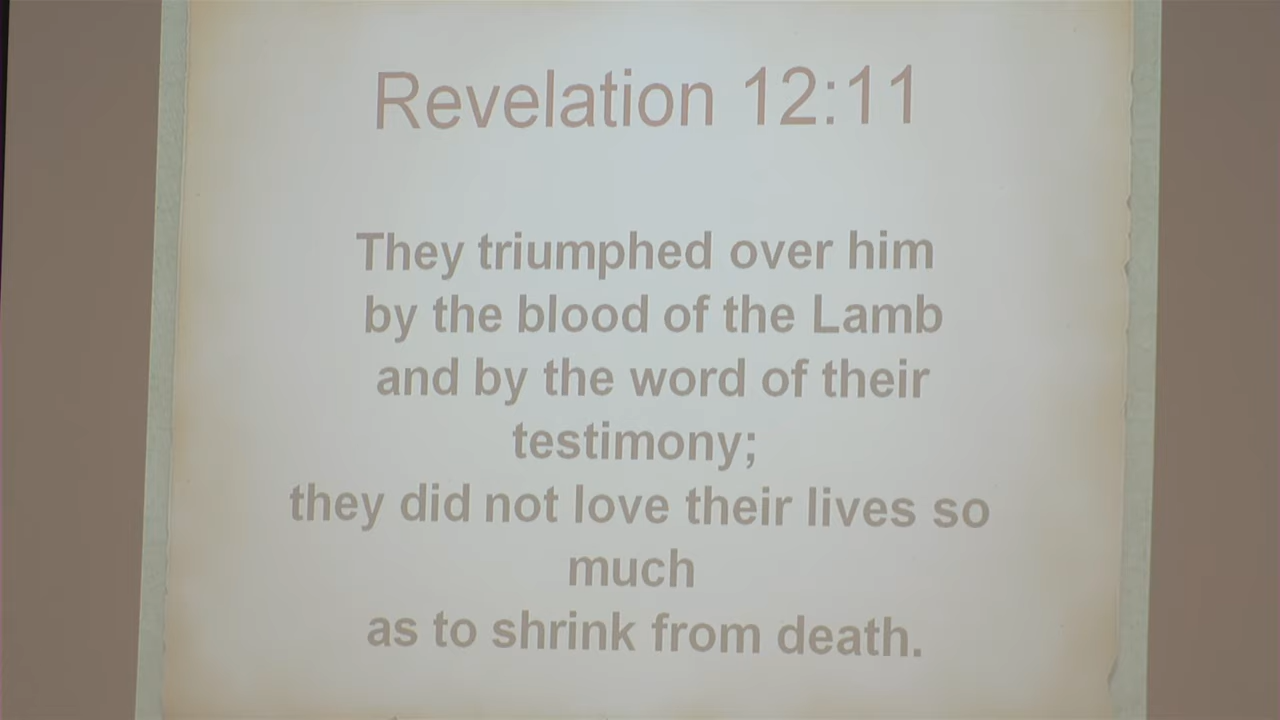 Revelation 12:11
They triumphed over him
by the blood of the Lamb
and by the word of their
testimony;
they did not love their lives so
much
as to shrink from death.